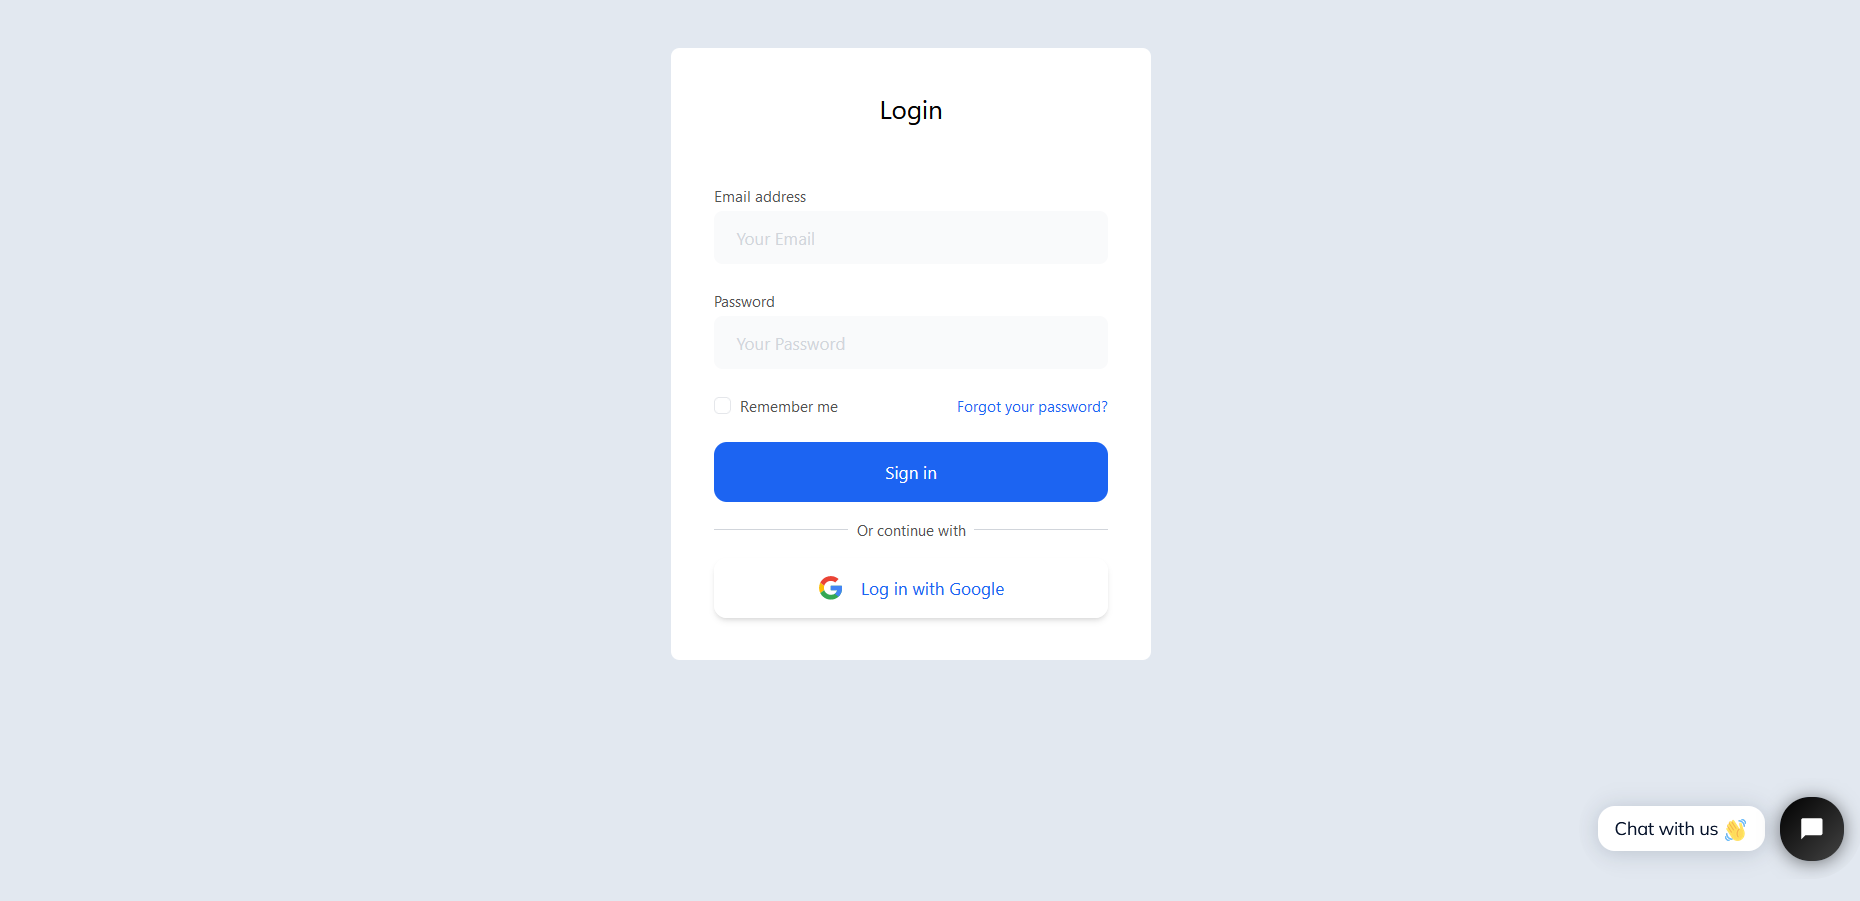 Login
Email address
Your Email
Password
Your Password
Remember me
Forgot your password?
Sign in
Or continue with
Log in with Google
Chat with us 👋